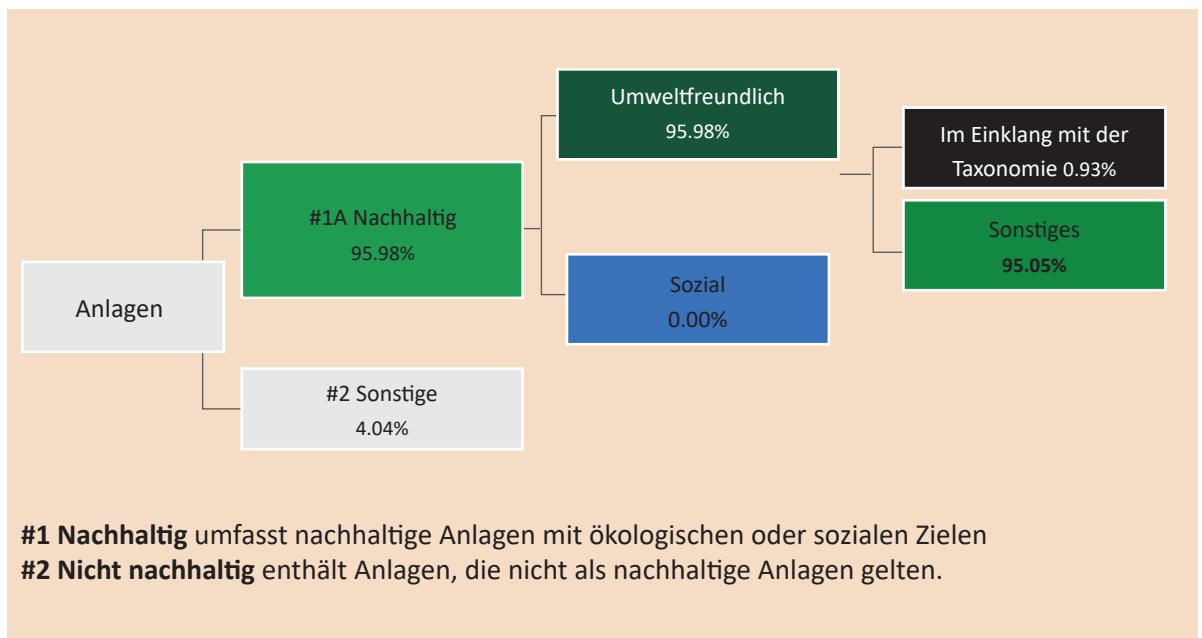 Anlagen
#1A Nachhaltig
95.98%
#2 Sonstige
4.04%
Umweltfreundlich
95.98%
Sozial
0.00%
Im Einklang mit der
Taxonomie 0.93%
Sonstiges
95.05%
#1 Nachhaltig umfasst nachhaltige Anlagen mit ökologischen oder sozialen Zielen
#2 Nicht nachhaltig enthält Anlagen, die nicht als nachhaltige Anlagen gelten.